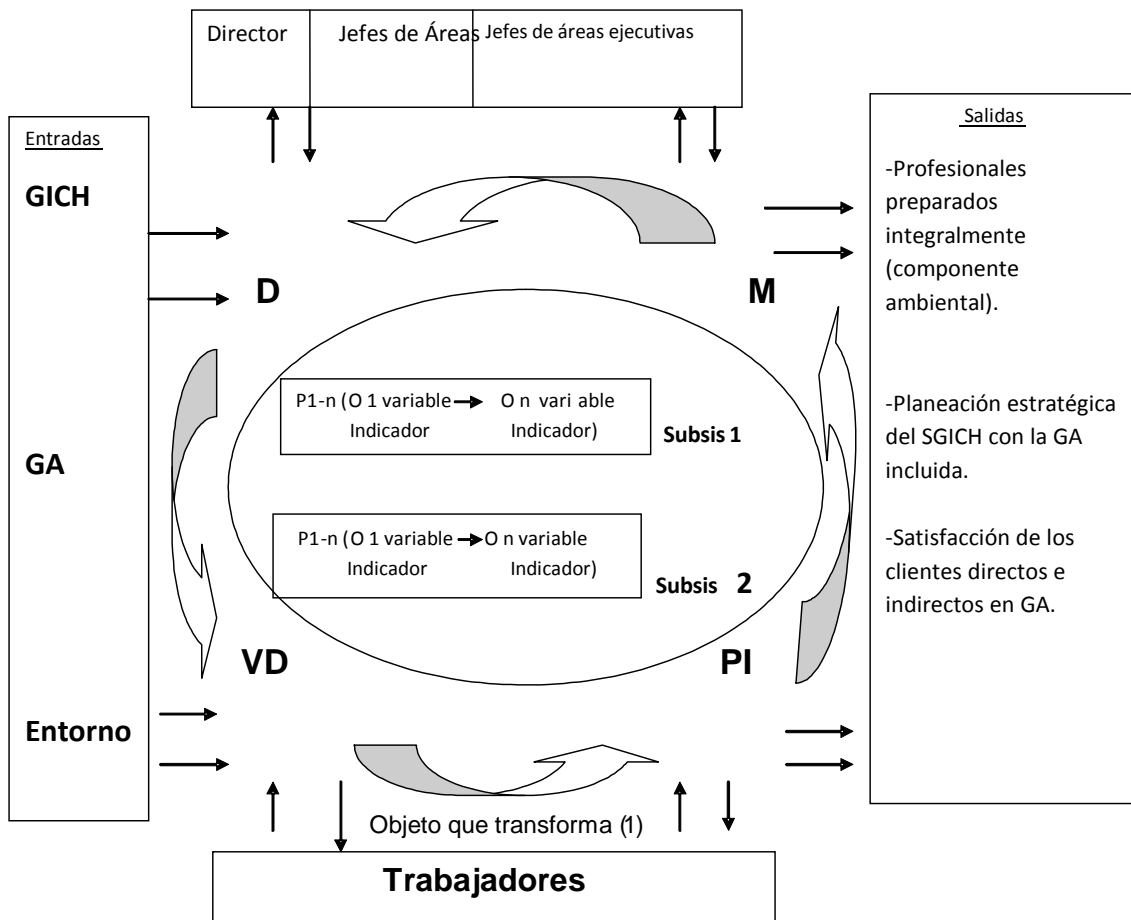 Director
Jefes de Áreas
Jefes de áreas ejecutivas
Entradas
GICH
GA
Entorno
D
M
P1-n (O 1 variable → O n vari able
Indicador Indicador)
Subsis 1
P1-n (O 1 variable → O n variable
Indicador Indicador)
Subsis 2
VD
PI
Objeto que transforma (1)
Trabajadores
Salidas
-Profesionales
preparados
integralmente
(componente
ambiental).
-Planeación estratégica
del SGICH con la GA
incluida.
-Satisfacción de los
clientes directos e
indirectos en GA.